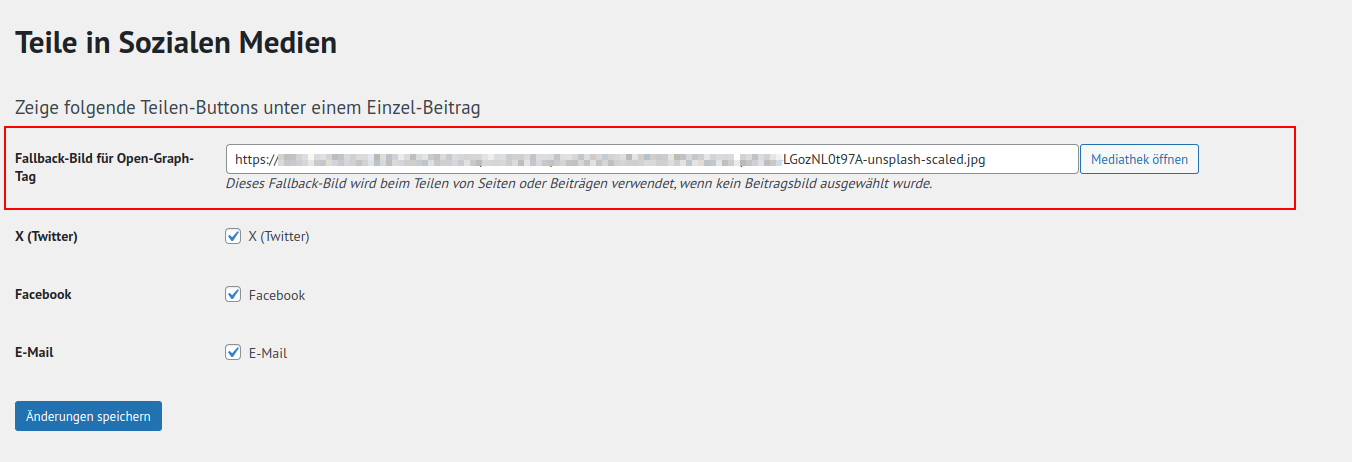 Teile in Sozialen Medien
Zeige folgende Teilen-Buttons unter einem Einzel-Beitrag
Fallback-Bild für Open-Graph-
Tag
https:// LGozNL0t97A-unsplash-scaled.jpg
Mediathek öffnen
Dieses Fallback-Bild wird beim Teilen von Seiten oder Beiträgen verwendet, wenn kein Beitragsbild ausgewählt wurde.
X (Twitter)
X (Twitter)
Facebook
Facebook
E-Mail
E-Mail
Änderungen speichern